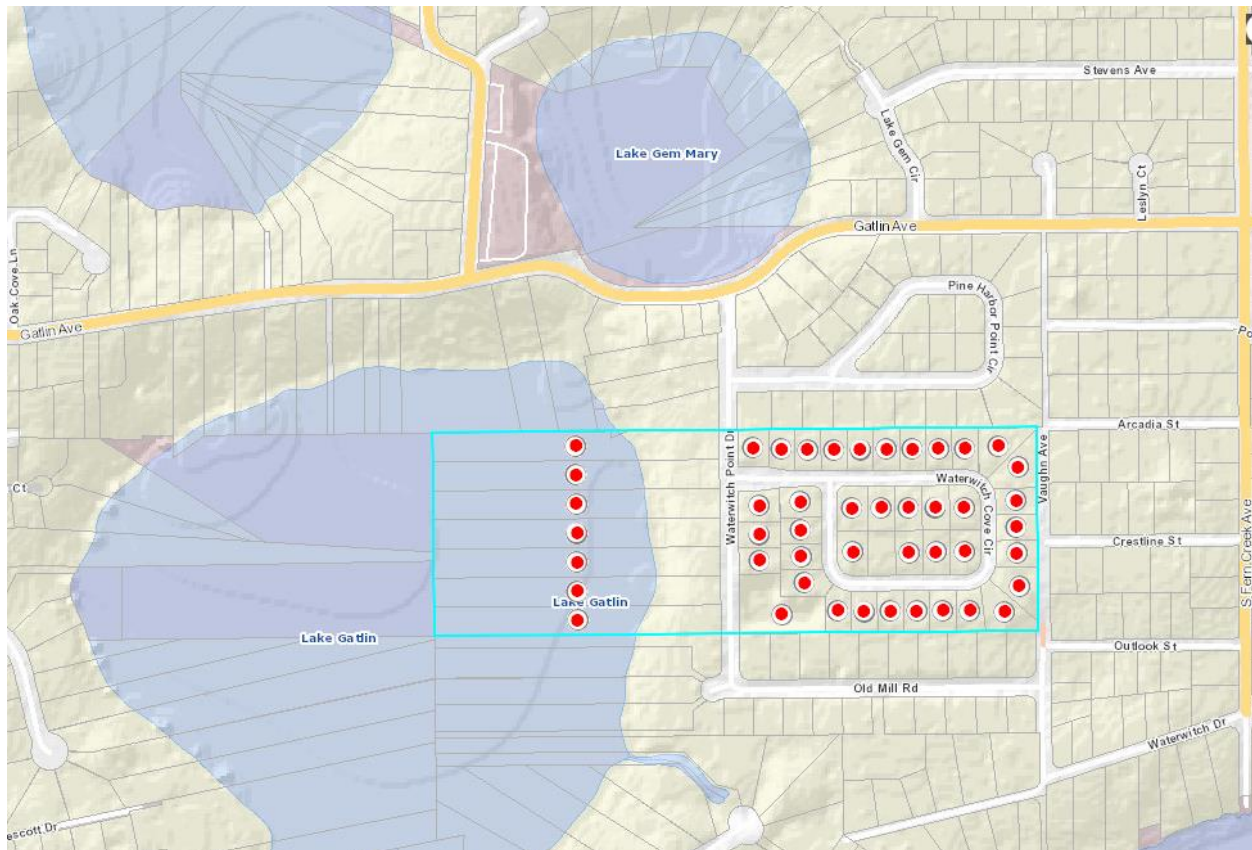 Stevens Ave
Lake Gem Mary
Lake Gem Cir
Leslyn Ct
Gatlin Ave
Oak Cove Ln
Gatlin Ave
Pine Harbor Point Cir
Po
Arcadia St
Waterwitch Point Dr
Vaughn Ave
Waterwitch Cove Cir
Ct
Crestline St
S Fern Creek Ave
Lake Gatlin
Lake Gatlin
Outlook St
Old Mill Rd
Waterwitch Dr
escott Dr